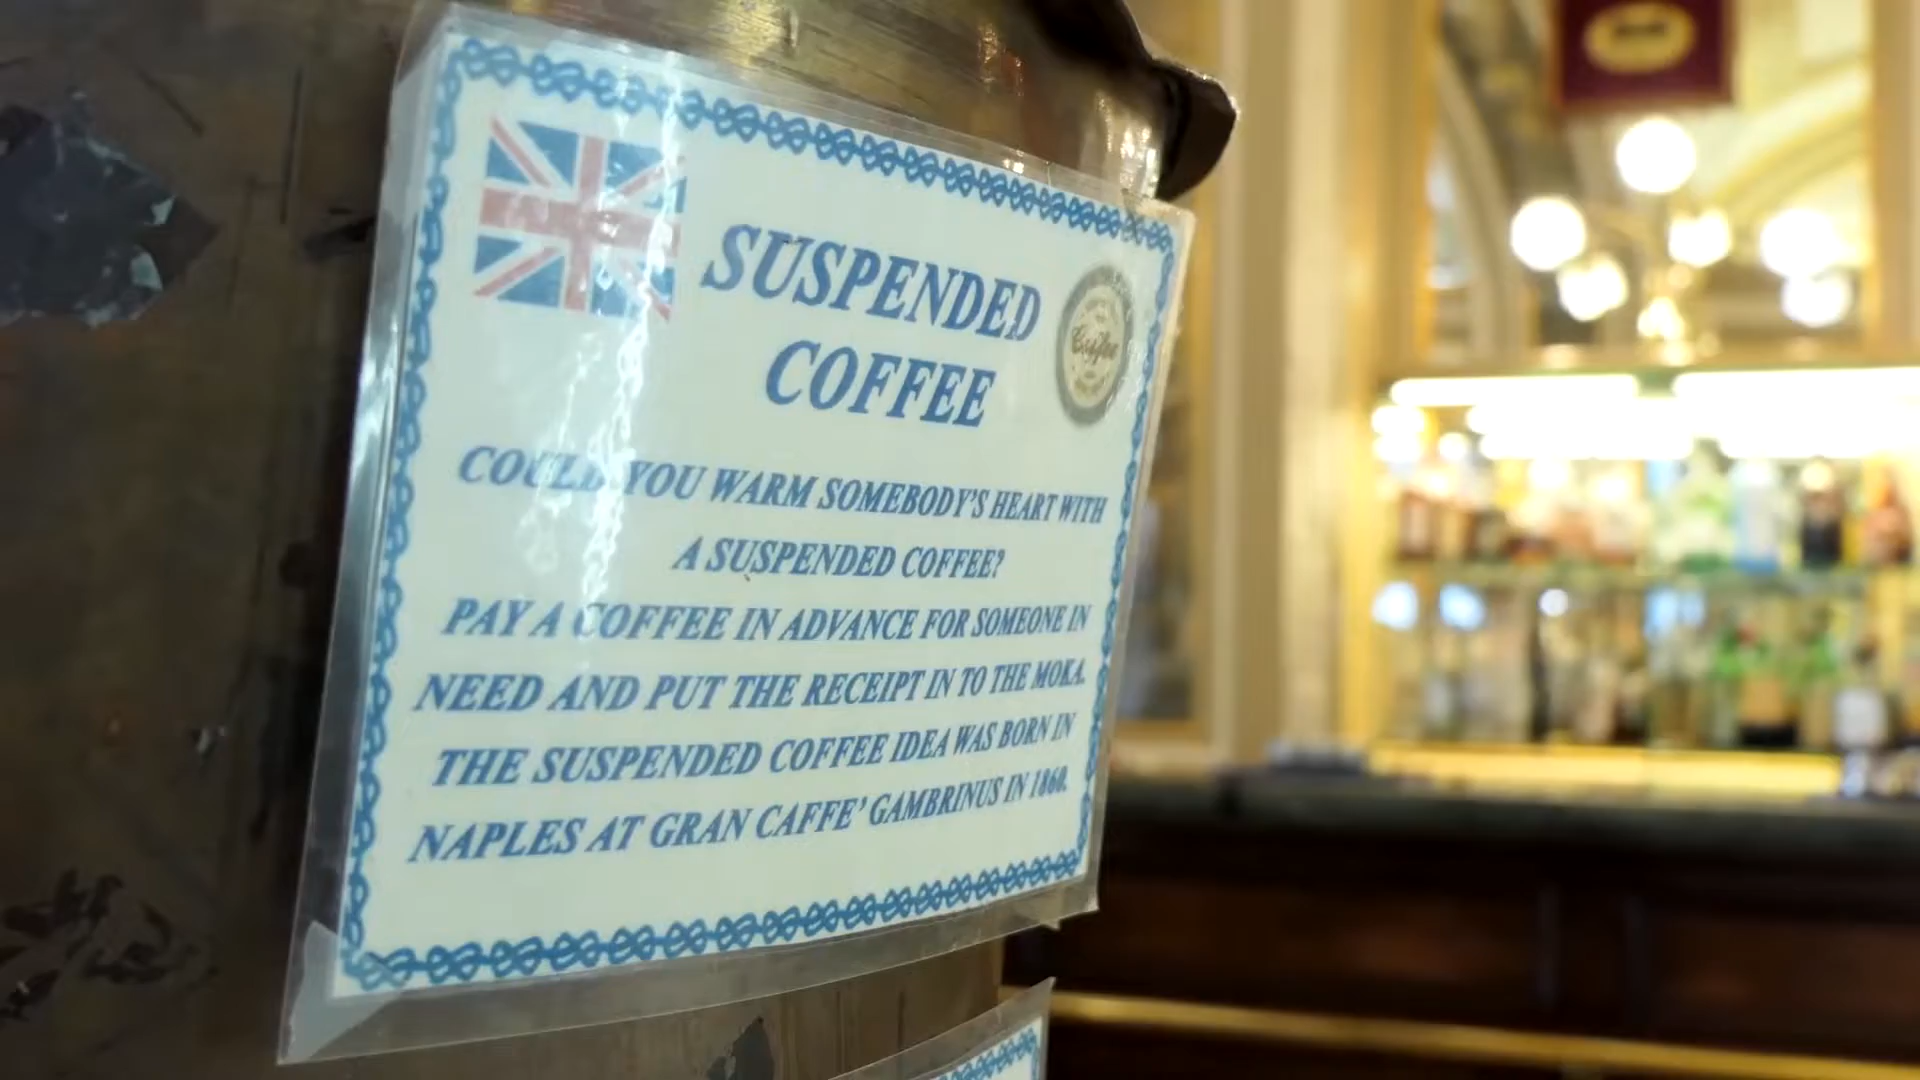 SUSPENDED
COFFEE
COULD YOU WARM SOMEBODY'S HEART WITH
A SUSPENDED COFFEE?
PAY A COFFEE IN ADVANCE FOR SOMEONE IN
NEED AND PUT THE RECEIPT IN TO THE MOKA.
THE SUSPENDED COFFEE IDEA WAS BORN IN
NAPLES AT GRAN CAFFE' GAMBRINUS IN 1860.